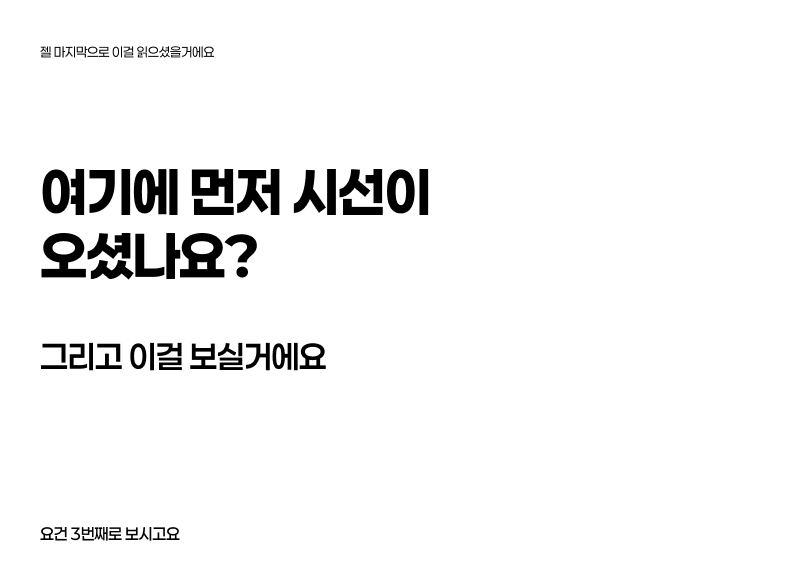 젤 마지막으로 이걸 읽으셨을거에요
여기에 먼저 시선이
오셨나요?
그리고 이걸 보실거에요
요건 3번째로 보시고요